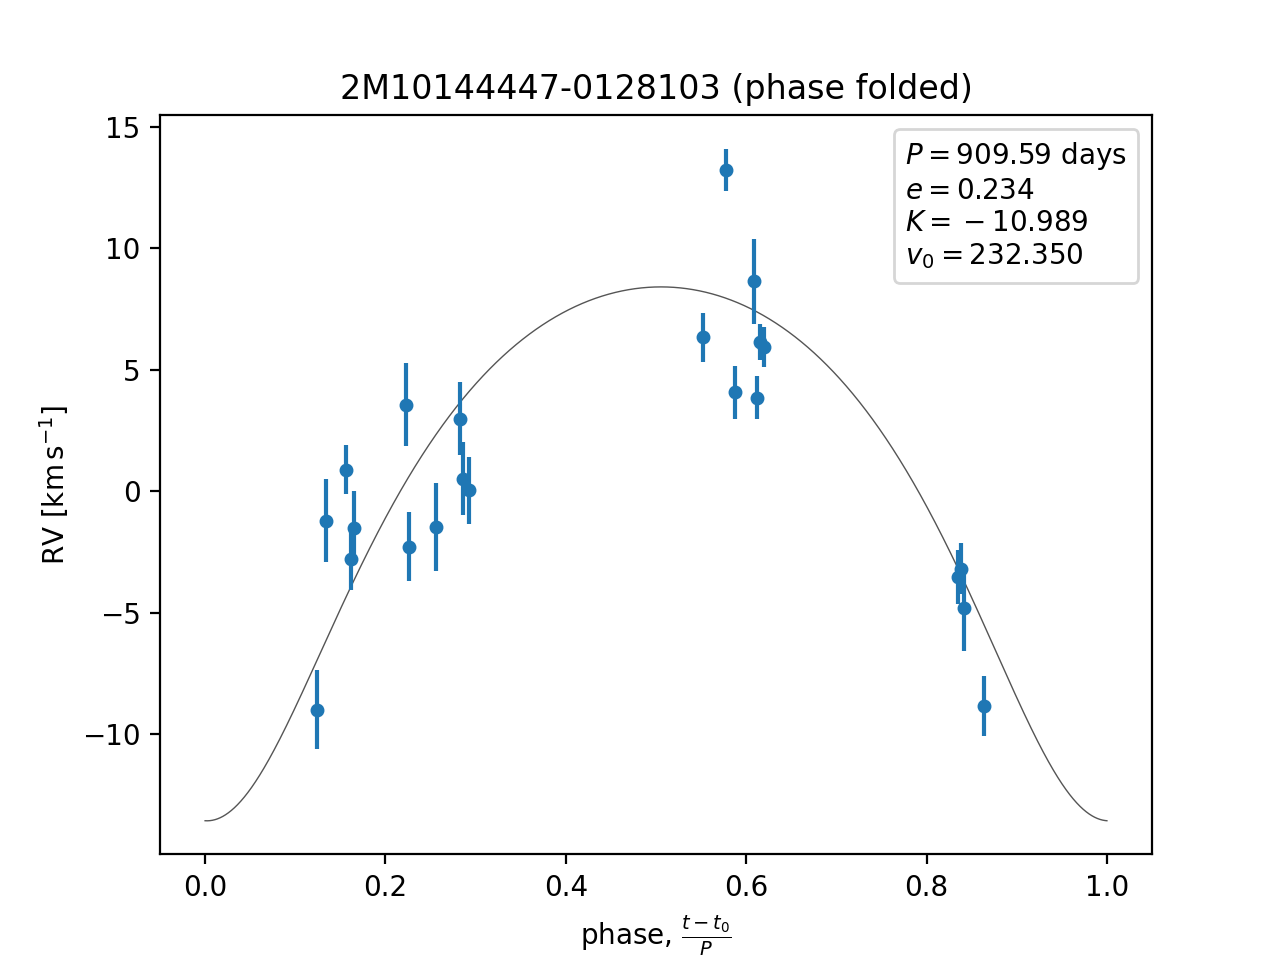 2M10144447-0128103 (phase folded)
P = 909.59 days
e = 0.234
K = −10.989
v₀ = 232.350
15
10
5
0
−5
−10
RV [km s⁻¹]
0.0 0.2 0.4 0.6 0.8 1.0
phase, (t − t₀)/P